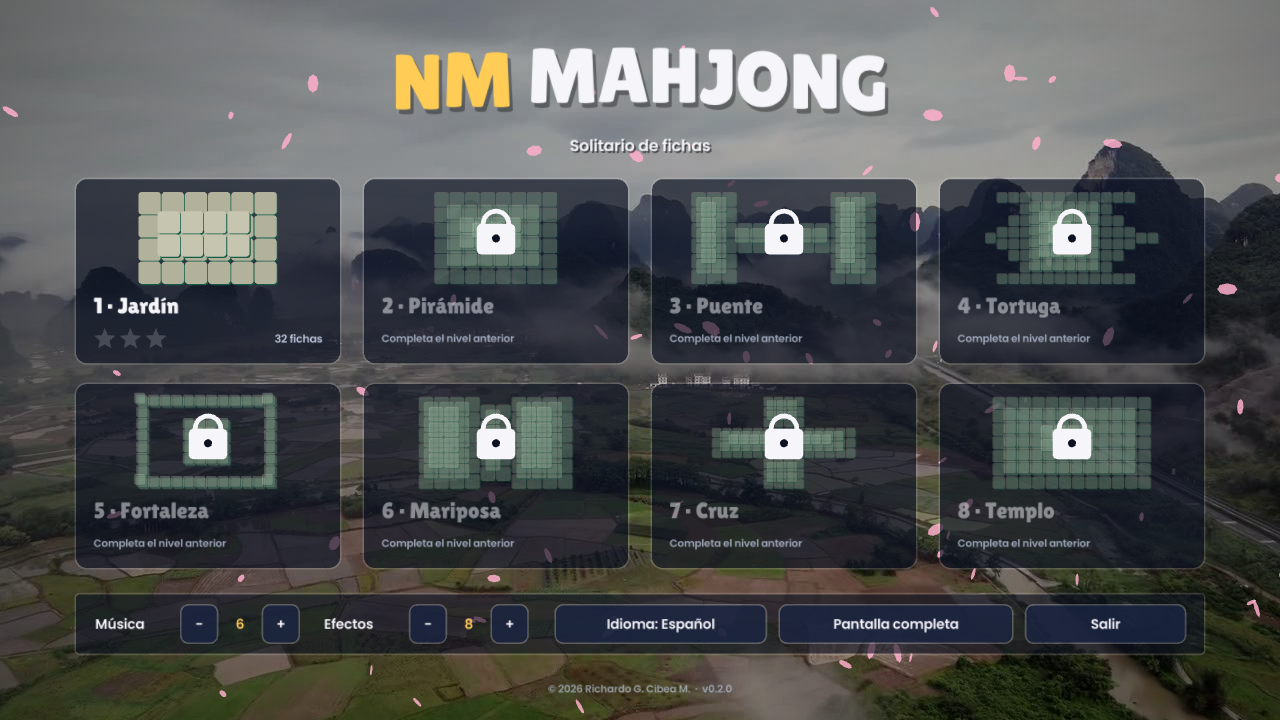 NM MAHJONG
Solitario de fichas
1 · Jardín
32 fichas
2 · Pirámide
Completa el nivel anterior
3 · Puente
Completa el nivel anterior
4 · Tortuga
Completa el nivel anterior
5 · Fortaleza
Completa el nivel anterior
6 · Mariposa
Completa el nivel anterior
7 · Cruz
Completa el nivel anterior
8 · Templo
Completa el nivel anterior
Música - 6 + Efectos - 8 + Idioma: Español Pantalla completa Salir
© 2026 Richardo G. Cibea M. · v0.2.0